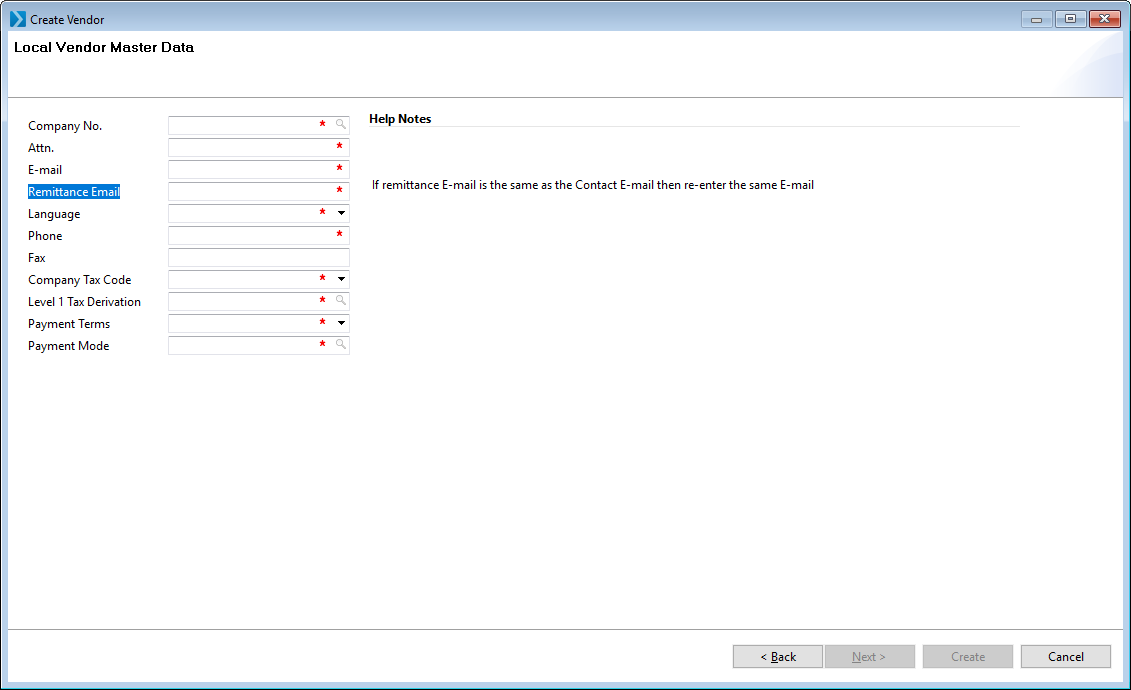 Create Vendor
Local Vendor Master Data
Company No. *
Attn. *
E-mail *
Remittance Email *
Language *
Phone *
Fax
Company Tax Code *
Level 1 Tax Derivation *
Payment Terms *
Payment Mode *
Help Notes
If remittance E-mail is the same as the Contact E-mail then re-enter the same E-mail
< Back
Next >
Create
Cancel